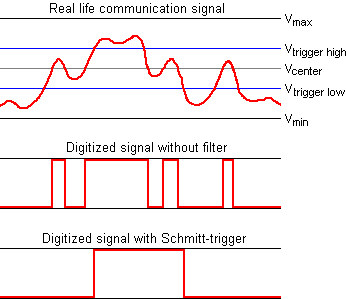 Real life communication signal
Vmax
Vtrigger high
Vcenter
Vtrigger low
Vmin
Digitized signal without filter
Digitized signal with Schmitt-trigger